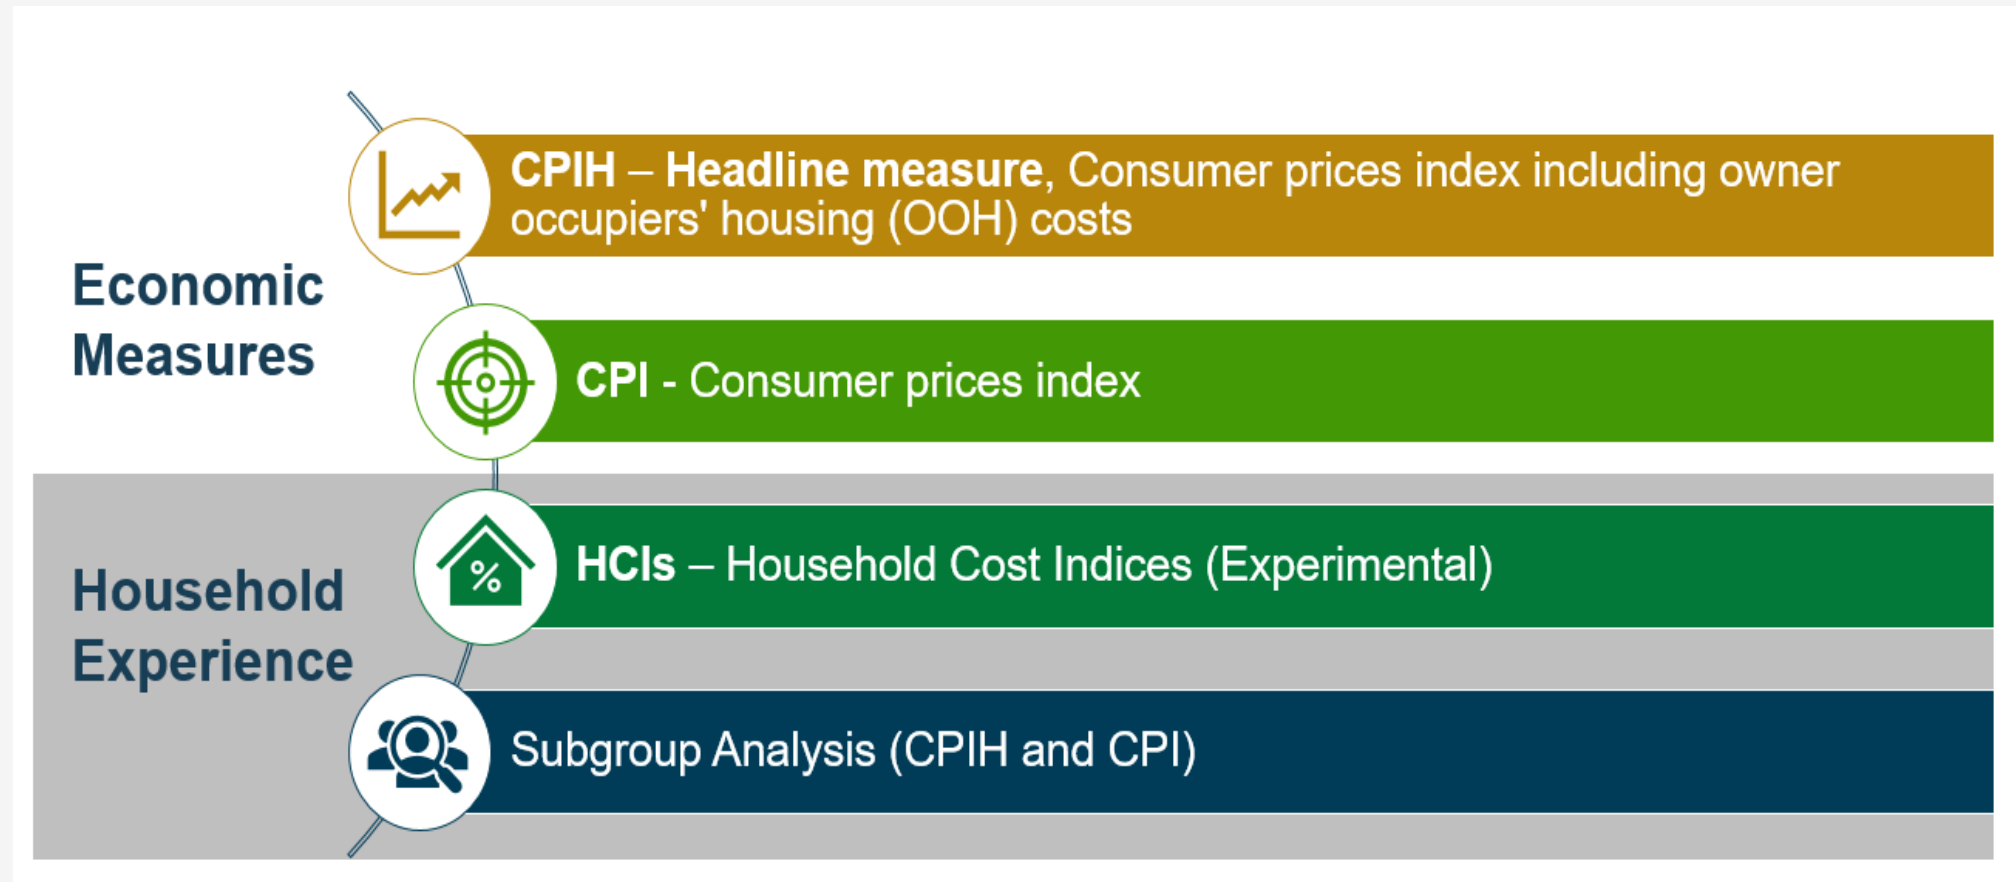 Economic
Measures
CPIH – Headline measure, Consumer prices index including owner
occupiers' housing (OOH) costs
CPI - Consumer prices index
Household
Experience
HCIs – Household Cost Indices (Experimental)
%
Subgroup Analysis (CPIH and CPI)